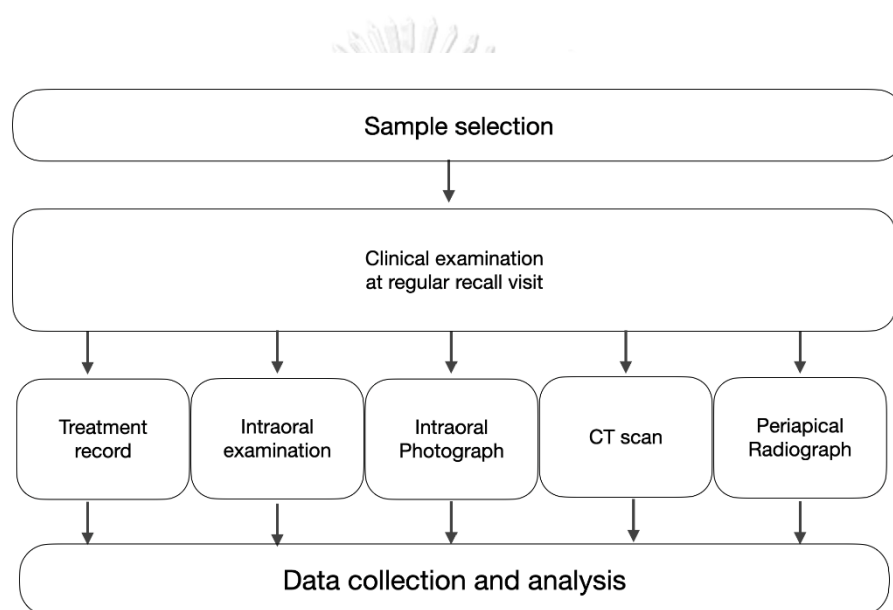 Sample selection
Clinical examination
at regular recall visit
Treatment
record
Intraoral
examination
Intraoral
Photograph
CT scan
Periapical
Radiograph
Data collection and analysis